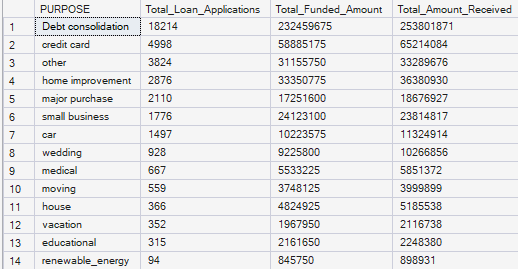 PURPOSE Total_Loan_Applications Total_Funded_Amount Total_Amount_Received
1 Debt consolidation 18214 232459675 253801871
2 credit card 4998 58885175 65214084
3 other 3824 31155750 33289676
4 home improvement 2876 33350775 36380930
5 major purchase 2110 17251600 18676927
6 small business 1776 24123100 23814817
7 car 1497 10223575 11324914
8 wedding 928 9225800 10266856
9 medical 667 5533225 5851372
10 moving 559 3748125 3999899
11 house 366 4824925 5185538
12 vacation 352 1967950 2116738
13 educational 315 2161650 2248380
14 renewable_energy 94 845750 898931